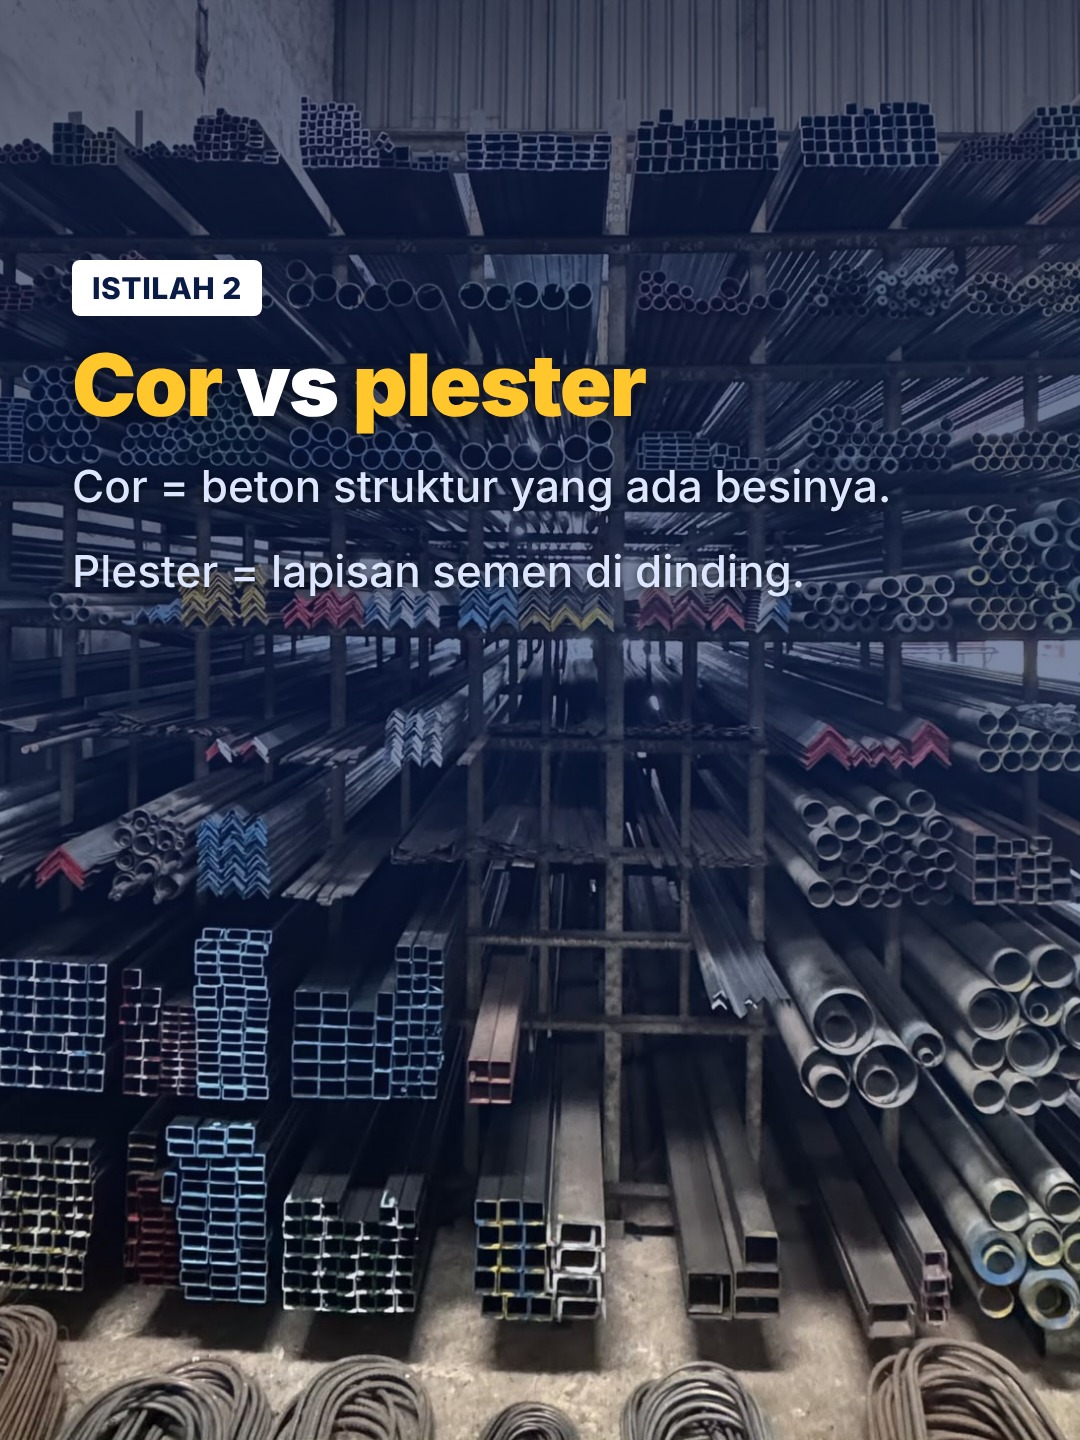 ISTILAH 2
Cor vs plester
Cor = beton struktur yang ada besinya.
Plester = lapisan semen di dinding.